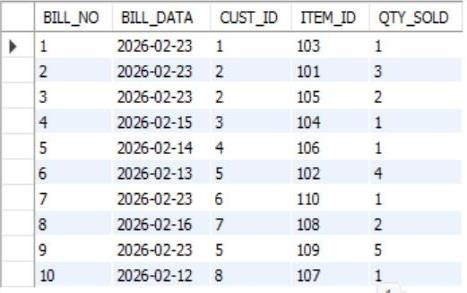 BILL_NO BILL_DATA CUST_ID ITEM_ID QTY_SOLD
1 2026-02-23 1 103 1
2 2026-02-23 2 101 3
3 2026-02-23 2 105 2
4 2026-02-15 3 104 1
5 2026-02-14 4 106 1
6 2026-02-13 5 102 4
7 2026-02-23 6 110 1
8 2026-02-16 7 108 2
9 2026-02-23 5 109 5
10 2026-02-12 8 107 1